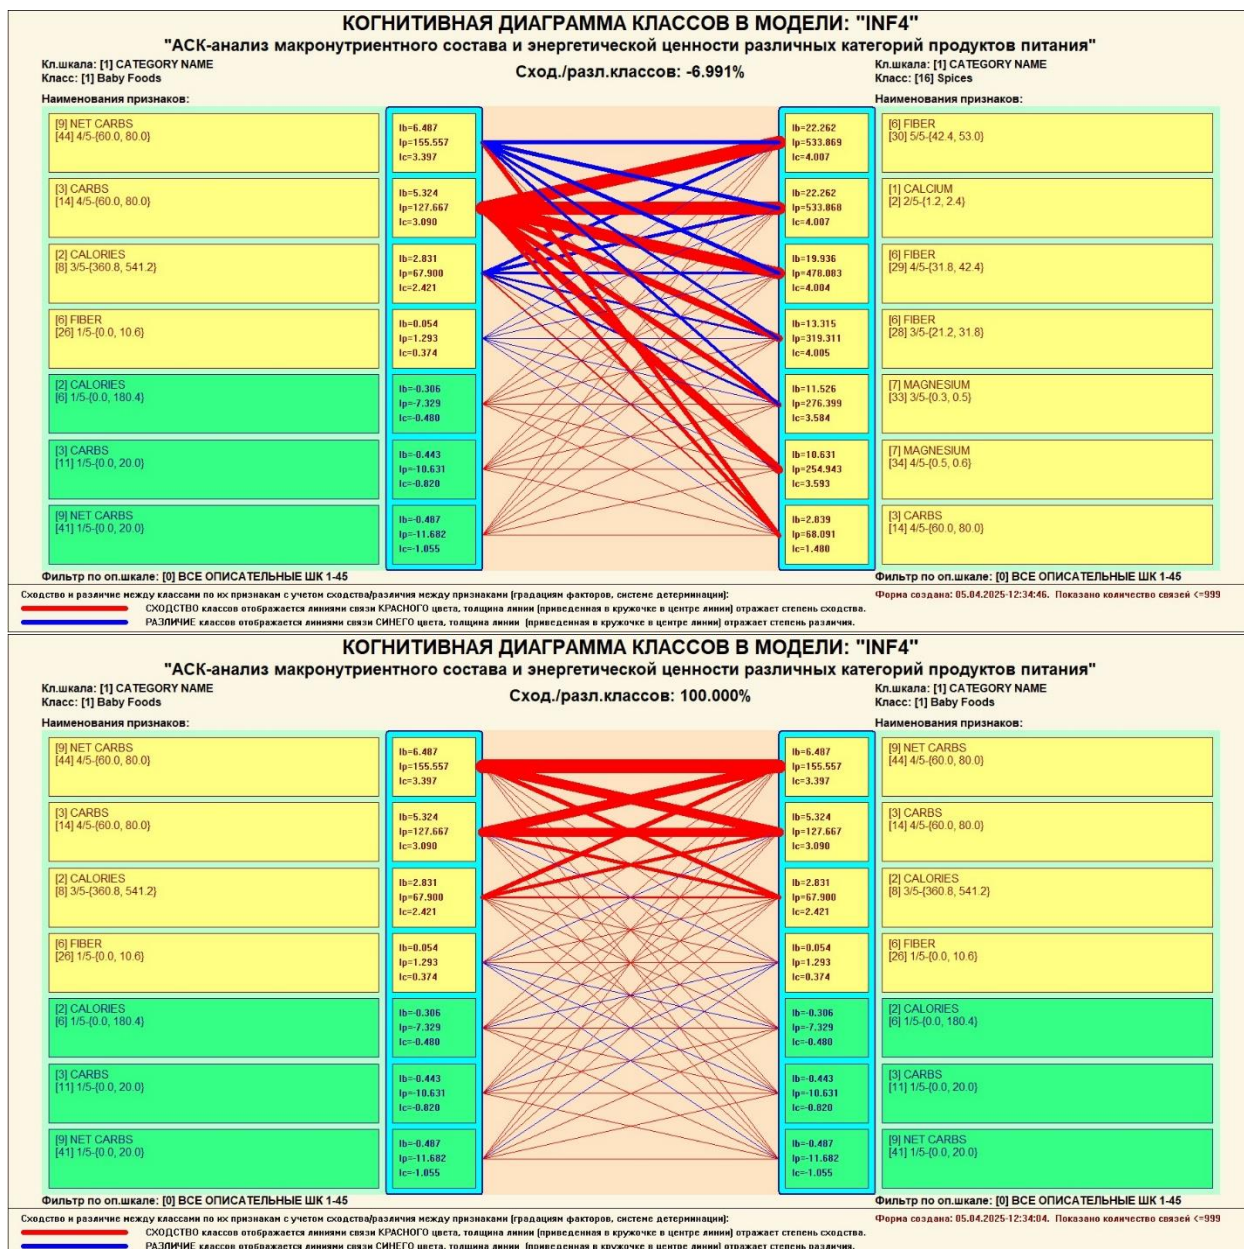 КОГНИТИВНАЯ ДИАГРАММА КЛАССОВ В МОДЕЛИ: "INF4"
"АСК-анализ макронутриентного состава и энергетической ценности различных категорий продуктов питания"
Кл.шкала: [1] CATEGORY NAME
Класс: [1] Baby Foods
Сход./разл.классов: -6.991%
Кл.шкала: [1] CATEGORY NAME
Класс: [16] Spices
Наименования признаков:
Наименования признаков:
[9] NET CARBS
[44] 4/5-{60.0, 80.0}
Ib=6.487
Ip=155.557
Ic=3.397
Ib=22.262
Ip=533.869
Ic=4.007
[6] FIBER
[30] 5/5-{42.4, 53.0}
[3] CARBS
[14] 4/5-{60.0, 80.0}
Ib=5.324
Ip=127.667
Ic=3.090
Ib=22.262
Ip=533.868
Ic=4.007
[1] CALCIUM
[2] 2/5-{1.2, 2.4}
[2] CALORIES
[8] 3/5-{360.8, 541.2}
Ib=2.831
Ip=67.900
Ic=2.421
Ib=19.936
Ip=478.083
Ic=4.004
[6] FIBER
[29] 4/5-{31.8, 42.4}
[6] FIBER
[26] 1/5-{0.0, 10.6}
Ib=0.054
Ip=1.293
Ic=0.374
Ib=13.315
Ip=319.311
Ic=4.005
[6] FIBER
[28] 3/5-{21.2, 31.8}
[2] CALORIES
[6] 1/5-{0.0, 180.4}
Ib=-0.306
Ip=-7.329
Ic=-0.480
Ib=11.526
Ip=276.399
Ic=3.584
[7] MAGNESIUM
[33] 3/5-{0.3, 0.5}
[3] CARBS
[11] 1/5-{0.0, 20.0}
Ib=-0.443
Ip=-10.631
Ic=-0.820
Ib=10.631
Ip=254.943
Ic=3.593
[7] MAGNESIUM
[34] 4/5-{0.5, 0.6}
[9] NET CARBS
[41] 1/5-{0.0, 20.0}
Ib=-0.487
Ip=-11.682
Ic=-1.055
Ib=2.839
Ip=68.091
Ic=1.480
[3] CARBS
[14] 4/5-{60.0, 80.0}
Фильтр по оп.шкале: [0] ВСЕ ОПИСАТЕЛЬНЫЕ ШК 1-45
Фильтр по оп.шкале: [0] ВСЕ ОПИСАТЕЛЬНЫЕ ШК 1-45
Сходство и различие между классами по их признакам с учетом сходства/различия между признаками (градациям факторов, системе детерминации):
Форма создана: 05.04.2025-12:34:46. Показано количество связей <=999
СХОДСТВО классов отображается линиями связи КРАСНОГО цвета, толщина линии (приведенная в кружочке в центре линии) отражает степень сходства.
РАЗЛИЧИЕ классов отображается линиями связи СИНЕГО цвета, толщина линии (приведенная в кружочке в центре линии) отражает степень различия.
КОГНИТИВНАЯ ДИАГРАММА КЛАССОВ В МОДЕЛИ: "INF4"
"АСК-анализ макронутриентного состава и энергетической ценности различных категорий продуктов питания"
Кл.шкала: [1] CATEGORY NAME
Класс: [1] Baby Foods
Сход./разл.классов: 100.000%
Кл.шкала: [1] CATEGORY NAME
Класс: [1] Baby Foods
Наименования признаков:
Наименования признаков:
[9] NET CARBS
[44] 4/5-{60.0, 80.0}
Ib=6.487
Ip=155.557
Ic=3.397
Ib=6.487
Ip=155.557
Ic=3.397
[9] NET CARBS
[44] 4/5-{60.0, 80.0}
[3] CARBS
[14] 4/5-{60.0, 80.0}
Ib=5.324
Ip=127.667
Ic=3.090
Ib=5.324
Ip=127.667
Ic=3.090
[3] CARBS
[14] 4/5-{60.0, 80.0}
[2] CALORIES
[8] 3/5-{360.8, 541.2}
Ib=2.831
Ip=67.900
Ic=2.421
Ib=2.831
Ip=67.900
Ic=2.421
[2] CALORIES
[8] 3/5-{360.8, 541.2}
[6] FIBER
[26] 1/5-{0.0, 10.6}
Ib=0.054
Ip=1.293
Ic=0.374
Ib=0.054
Ip=1.293
Ic=0.374
[6] FIBER
[26] 1/5-{0.0, 10.6}
[2] CALORIES
[6] 1/5-{0.0, 180.4}
Ib=-0.306
Ip=-7.329
Ic=-0.480
Ib=-0.306
Ip=-7.329
Ic=-0.480
[2] CALORIES
[6] 1/5-{0.0, 180.4}
[3] CARBS
[11] 1/5-{0.0, 20.0}
Ib=-0.443
Ip=-10.631
Ic=-0.820
Ib=-0.443
Ip=-10.631
Ic=-0.820
[3] CARBS
[11] 1/5-{0.0, 20.0}
[9] NET CARBS
[41] 1/5-{0.0, 20.0}
Ib=-0.487
Ip=-11.682
Ic=-1.055
Ib=-0.487
Ip=-11.682
Ic=-1.055
[9] NET CARBS
[41] 1/5-{0.0, 20.0}
Фильтр по оп.шкале: [0] ВСЕ ОПИСАТЕЛЬНЫЕ ШК 1-45
Фильтр по оп.шкале: [0] ВСЕ ОПИСАТЕЛЬНЫЕ ШК 1-45
Сходство и различие между классами по их признакам с учетом сходства/различия между признаками (градациям факторов, системе детерминации):
Форма создана: 05.04.2025-12:34:04. Показано количество связей <=999
СХОДСТВО классов отображается линиями связи КРАСНОГО цвета, толщина линии (приведенная в кружочке в центре линии) отражает степень сходства.
РАЗЛИЧИЕ классов отображается линиями связи СИНЕГО цвета, толщина линии (приведенная в кружочке в центре линии) отражает степень различия.